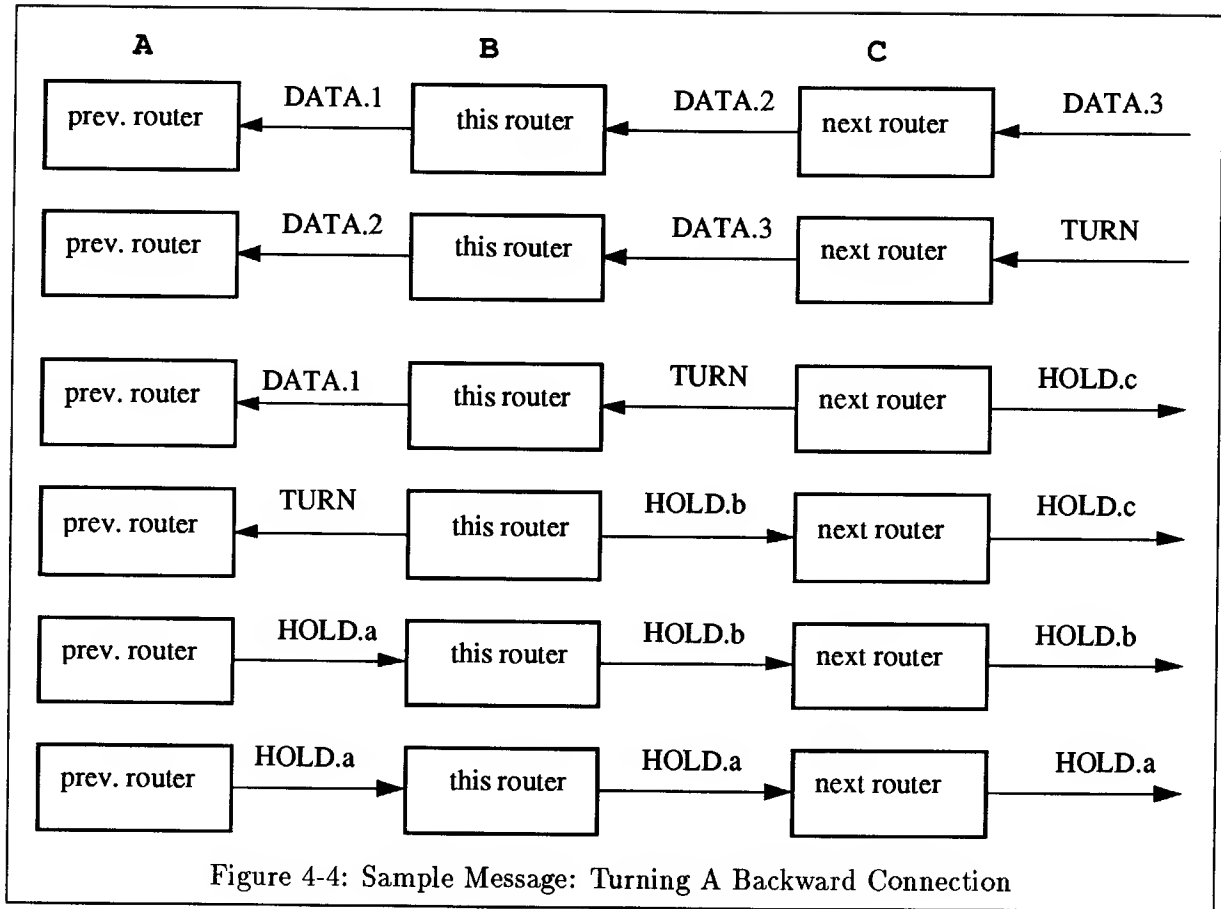 A B C
DATA.1 DATA.2 DATA.3
prev. router this router next router
DATA.2 DATA.3 TURN
prev. router this router next router
DATA.1 TURN HOLD.c
prev. router this router next router
TURN HOLD.b HOLD.c
prev. router this router next router
HOLD.a HOLD.b HOLD.b
prev. router this router next router
HOLD.a HOLD.a HOLD.a
prev. router this router next router
Figure 4-4: Sample Message: Turning A Backward Connection